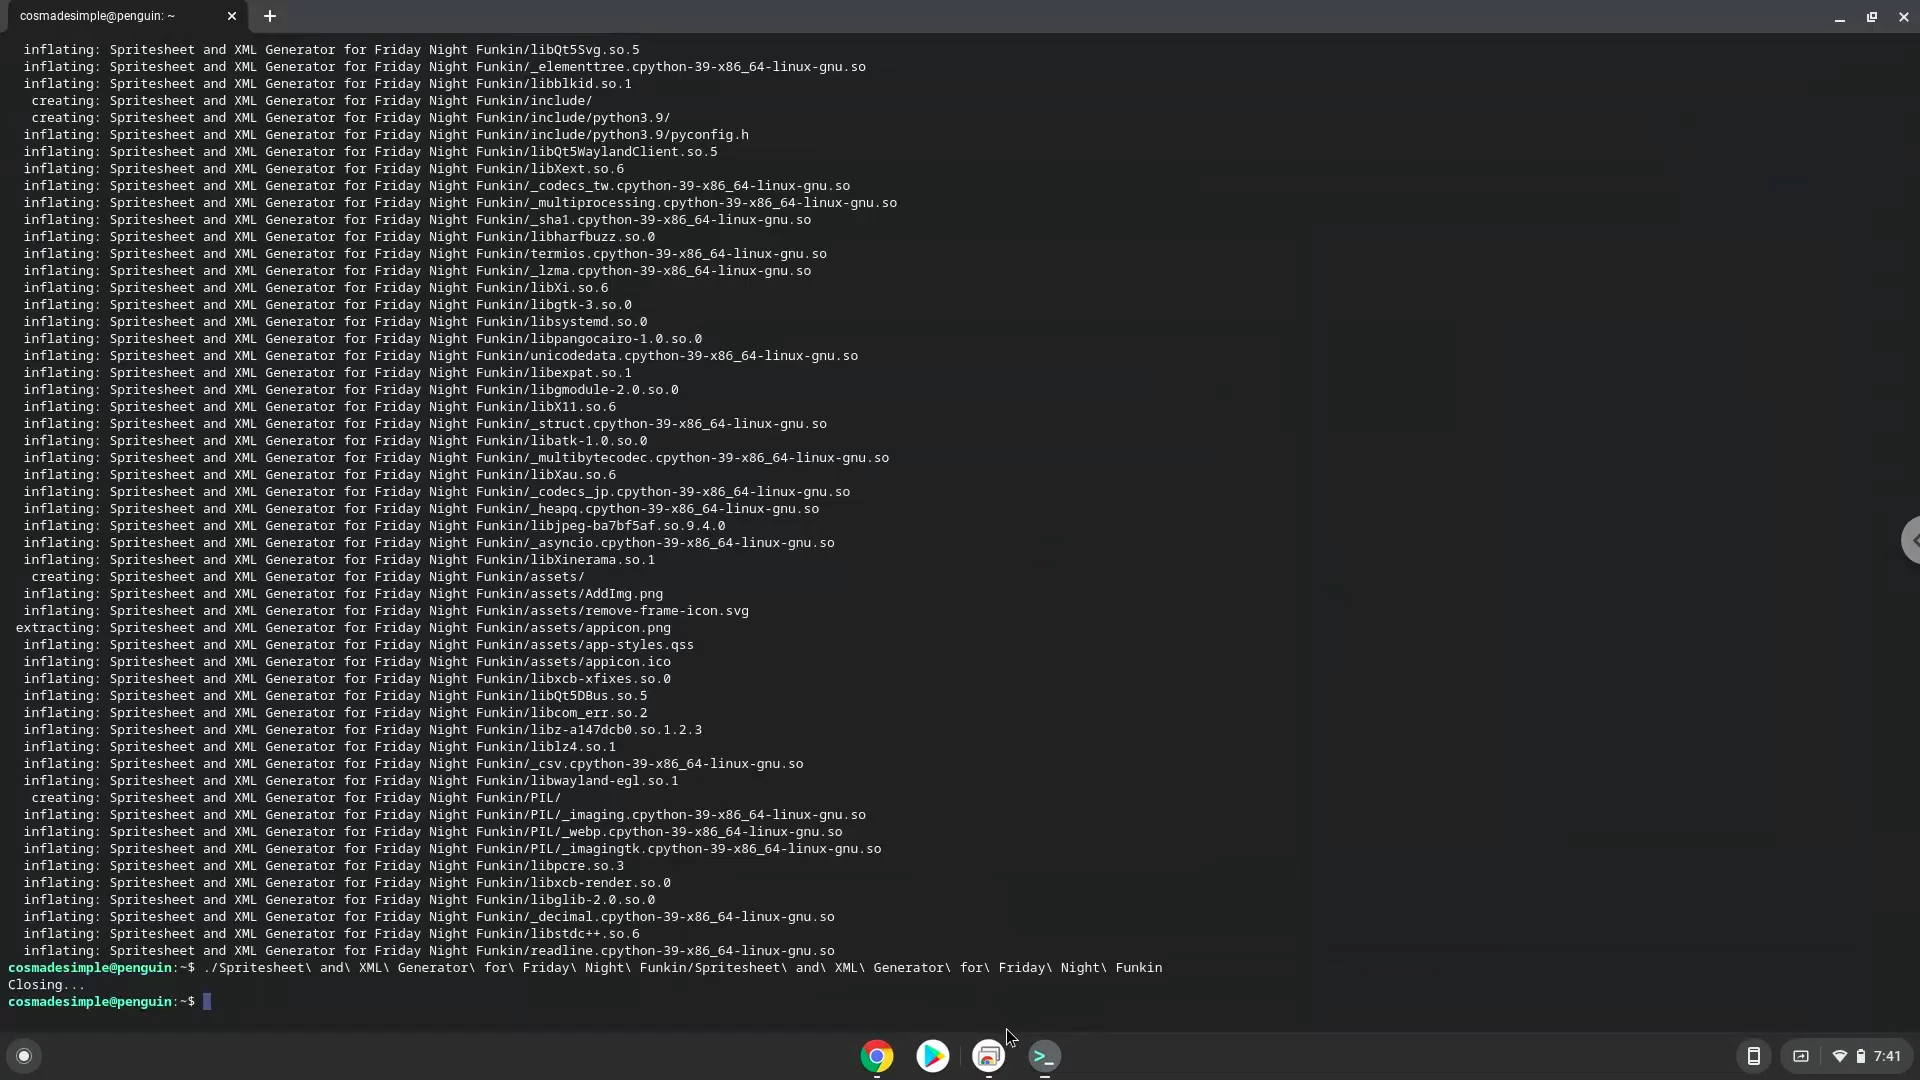 cosmadesimple@penguin: ~
inflating: Spritesheet and XML Generator for Friday Night Funkin/libQt5Svg.so.5
inflating: Spritesheet and XML Generator for Friday Night Funkin/_elementtree.cpython-39-x86_64-linux-gnu.so
inflating: Spritesheet and XML Generator for Friday Night Funkin/libblkid.so.1
creating: Spritesheet and XML Generator for Friday Night Funkin/include/
creating: Spritesheet and XML Generator for Friday Night Funkin/include/python3.9/
inflating: Spritesheet and XML Generator for Friday Night Funkin/include/python3.9/pyconfig.h
inflating: Spritesheet and XML Generator for Friday Night Funkin/libQt5WaylandClient.so.5
inflating: Spritesheet and XML Generator for Friday Night Funkin/libXext.so.6
inflating: Spritesheet and XML Generator for Friday Night Funkin/_codecs_tw.cpython-39-x86_64-linux-gnu.so
inflating: Spritesheet and XML Generator for Friday Night Funkin/_multiprocessing.cpython-39-x86_64-linux-gnu.so
inflating: Spritesheet and XML Generator for Friday Night Funkin/_sha1.cpython-39-x86_64-linux-gnu.so
inflating: Spritesheet and XML Generator for Friday Night Funkin/libharfbuzz.so.0
inflating: Spritesheet and XML Generator for Friday Night Funkin/termios.cpython-39-x86_64-linux-gnu.so
inflating: Spritesheet and XML Generator for Friday Night Funkin/_lzma.cpython-39-x86_64-linux-gnu.so
inflating: Spritesheet and XML Generator for Friday Night Funkin/libXi.so.6
inflating: Spritesheet and XML Generator for Friday Night Funkin/libgtk-3.so.0
inflating: Spritesheet and XML Generator for Friday Night Funkin/libsystemd.so.0
inflating: Spritesheet and XML Generator for Friday Night Funkin/libpangocairo-1.0.so.0
inflating: Spritesheet and XML Generator for Friday Night Funkin/unicodedata.cpython-39-x86_64-linux-gnu.so
inflating: Spritesheet and XML Generator for Friday Night Funkin/libexpat.so.1
inflating: Spritesheet and XML Generator for Friday Night Funkin/libgmodule-2.0.so.0
inflating: Spritesheet and XML Generator for Friday Night Funkin/libX11.so.6
inflating: Spritesheet and XML Generator for Friday Night Funkin/_struct.cpython-39-x86_64-linux-gnu.so
inflating: Spritesheet and XML Generator for Friday Night Funkin/libatk-1.0.so.0
inflating: Spritesheet and XML Generator for Friday Night Funkin/_multibytecodec.cpython-39-x86_64-linux-gnu.so
inflating: Spritesheet and XML Generator for Friday Night Funkin/libXau.so.6
inflating: Spritesheet and XML Generator for Friday Night Funkin/_codecs_jp.cpython-39-x86_64-linux-gnu.so
inflating: Spritesheet and XML Generator for Friday Night Funkin/_heapq.cpython-39-x86_64-linux-gnu.so
inflating: Spritesheet and XML Generator for Friday Night Funkin/libjpeg-ba7bf5af.so.9.4.0
inflating: Spritesheet and XML Generator for Friday Night Funkin/_asyncio.cpython-39-x86_64-linux-gnu.so
inflating: Spritesheet and XML Generator for Friday Night Funkin/libXinerama.so.1
creating: Spritesheet and XML Generator for Friday Night Funkin/assets/
inflating: Spritesheet and XML Generator for Friday Night Funkin/assets/AddImg.png
inflating: Spritesheet and XML Generator for Friday Night Funkin/assets/remove-frame-icon.svg
extracting: Spritesheet and XML Generator for Friday Night Funkin/assets/appicon.png
inflating: Spritesheet and XML Generator for Friday Night Funkin/assets/app-styles.qss
inflating: Spritesheet and XML Generator for Friday Night Funkin/assets/appicon.ico
inflating: Spritesheet and XML Generator for Friday Night Funkin/libxcb-xfixes.so.0
inflating: Spritesheet and XML Generator for Friday Night Funkin/libQt5DBus.so.5
inflating: Spritesheet and XML Generator for Friday Night Funkin/libcom_err.so.2
inflating: Spritesheet and XML Generator for Friday Night Funkin/libz-a147dcb0.so.1.2.3
inflating: Spritesheet and XML Generator for Friday Night Funkin/liblz4.so.1
inflating: Spritesheet and XML Generator for Friday Night Funkin/_csv.cpython-39-x86_64-linux-gnu.so
inflating: Spritesheet and XML Generator for Friday Night Funkin/libwayland-egl.so.1
creating: Spritesheet and XML Generator for Friday Night Funkin/PIL/
inflating: Spritesheet and XML Generator for Friday Night Funkin/PIL/_imaging.cpython-39-x86_64-linux-gnu.so
inflating: Spritesheet and XML Generator for Friday Night Funkin/PIL/_webp.cpython-39-x86_64-linux-gnu.so
inflating: Spritesheet and XML Generator for Friday Night Funkin/PIL/_imagingtk.cpython-39-x86_64-linux-gnu.so
inflating: Spritesheet and XML Generator for Friday Night Funkin/libpcre.so.3
inflating: Spritesheet and XML Generator for Friday Night Funkin/libxcb-render.so.0
inflating: Spritesheet and XML Generator for Friday Night Funkin/libglib-2.0.so.0
inflating: Spritesheet and XML Generator for Friday Night Funkin/_decimal.cpython-39-x86_64-linux-gnu.so
inflating: Spritesheet and XML Generator for Friday Night Funkin/libstdc++.so.6
inflating: Spritesheet and XML Generator for Friday Night Funkin/readline.cpython-39-x86_64-linux-gnu.so
cosmadesimple@penguin:~$ ./Spritesheet\ and\ XML\ Generator\ for\ Friday\ Night\ Funkin/Spritesheet\ and\ XML\ Generator\ for\ Friday\ Night\ Funkin
Closing...
cosmadesimple@penguin:~$
7:41